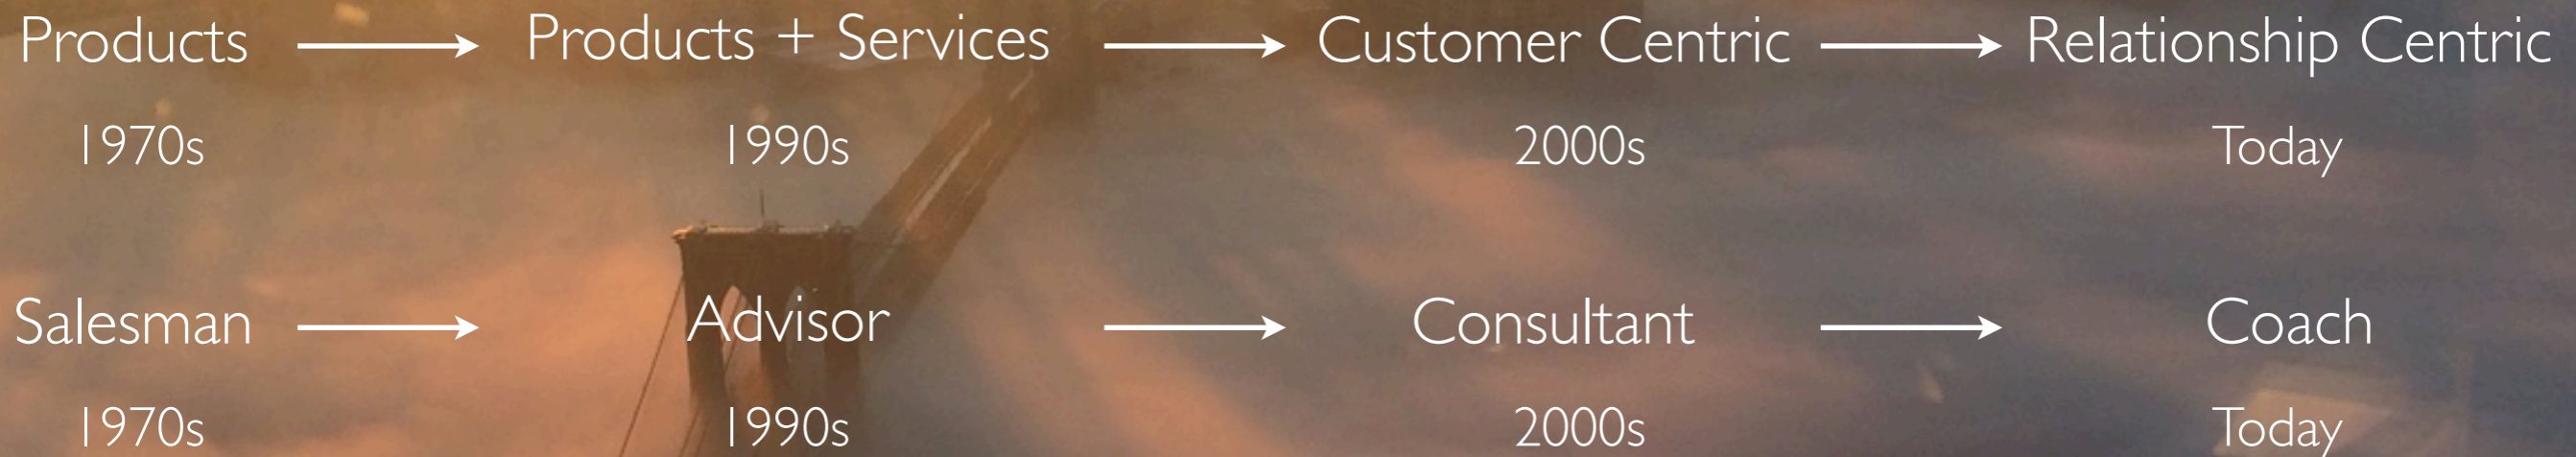 Products Products + Services Customer Centric Relationship Centric
1970s 1990s 2000s Today
Salesman Advisor Consultant Coach
1970s 1990s 2000s Today